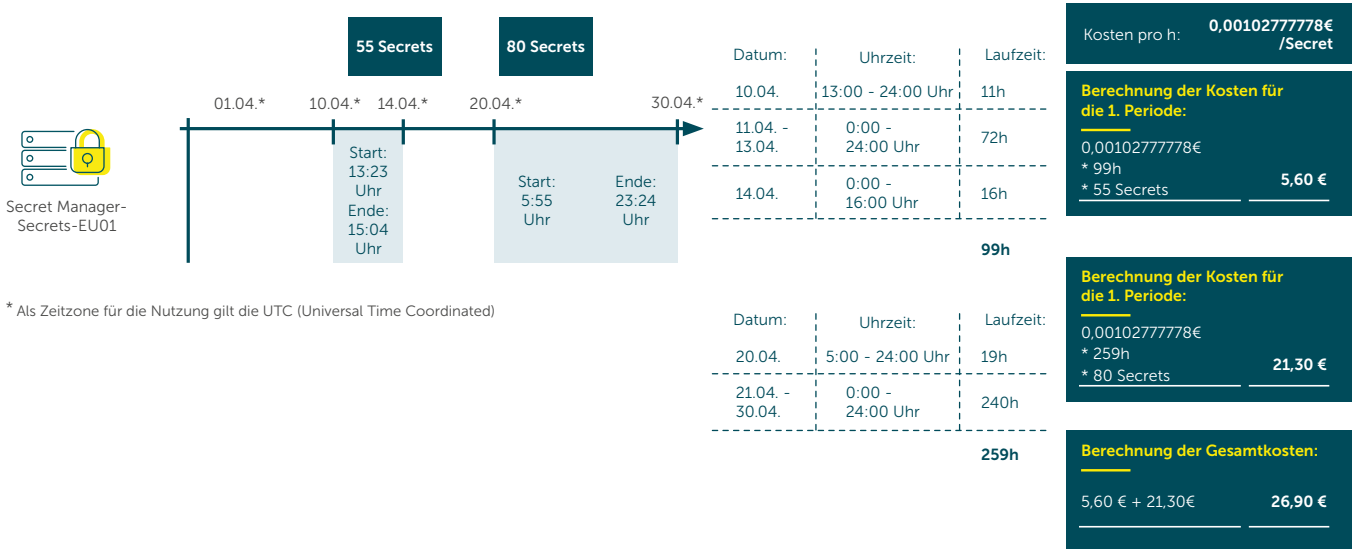 55 Secrets
80 Secrets
01.04.*
10.04.*
14.04.*
20.04.*
30.04.*
Start:
13:23
Uhr
Ende:
15:04
Uhr
Start:
5:55
Uhr
Ende:
23:24
Uhr
Secret Manager-
Secrets-EU01
* Als Zeitzone für die Nutzung gilt die UTC (Universal Time Coordinated)
Datum: Uhrzeit: Laufzeit:
10.04. 13:00 - 24:00 Uhr 11h
11.04. -
13.04.
0:00 -
24:00 Uhr
72h
14.04.
0:00 -
16:00 Uhr
16h
99h
Datum: Uhrzeit: Laufzeit:
20.04. 5:00 - 24:00 Uhr 19h
21.04. -
30.04.
0:00 -
24:00 Uhr
240h
259h
Kosten pro h:
0,00102777778€
/Secret
Berechnung der Kosten für
die 1. Periode:
0,00102777778€
* 99h
* 55 Secrets
5,60 €
Berechnung der Kosten für
die 1. Periode:
0,00102777778€
* 259h
* 80 Secrets
21,30 €
Berechnung der Gesamtkosten:
5,60 € + 21,30€ 26,90 €